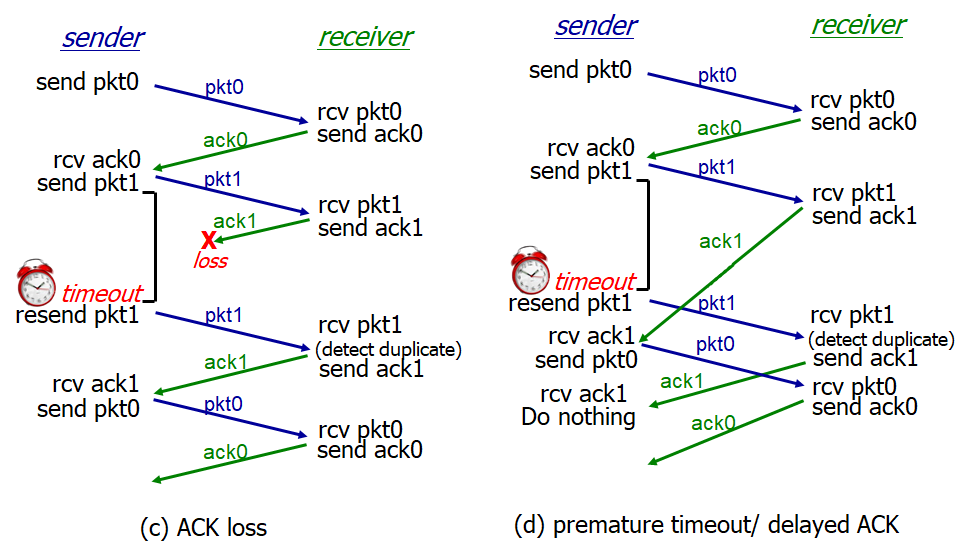 sender
receiver
send pkt0
pkt0
rcv pkt0
send ack0
ack0
rcv ack0
send pkt1
pkt1
rcv pkt1
send ack1
ack1
X
loss
timeout
resend pkt1
pkt1
rcv pkt1
(detect duplicate)
send ack1
ack1
rcv ack1
send pkt0
pkt0
rcv pkt0
send ack0
ack0
(c) ACK loss
sender
receiver
send pkt0
pkt0
rcv pkt0
send ack0
ack0
rcv ack0
send pkt1
pkt1
rcv pkt1
send ack1
ack1
timeout
resend pkt1
pkt1
rcv pkt1
(detect duplicate)
send ack1
rcv ack1
send pkt0
pkt0
ack1
rcv ack1
Do nothing
rcv pkt0
send ack0
ack0
(d) premature timeout/ delayed ACK